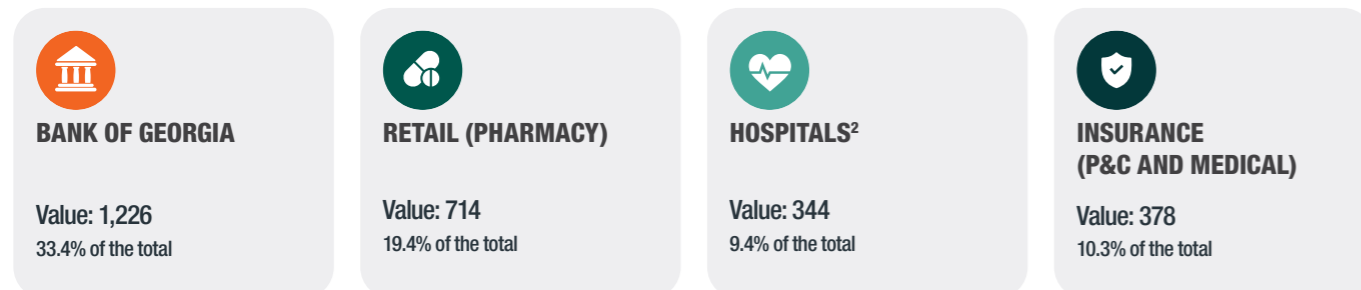 BANK OF GEORGIA
Value: 1,226
33.4% of the total
RETAIL (PHARMACY)
Value: 714
19.4% of the total
HOSPITALS²
Value: 344
9.4% of the total
INSURANCE
(P&C AND MEDICAL)
Value: 378
10.3% of the total